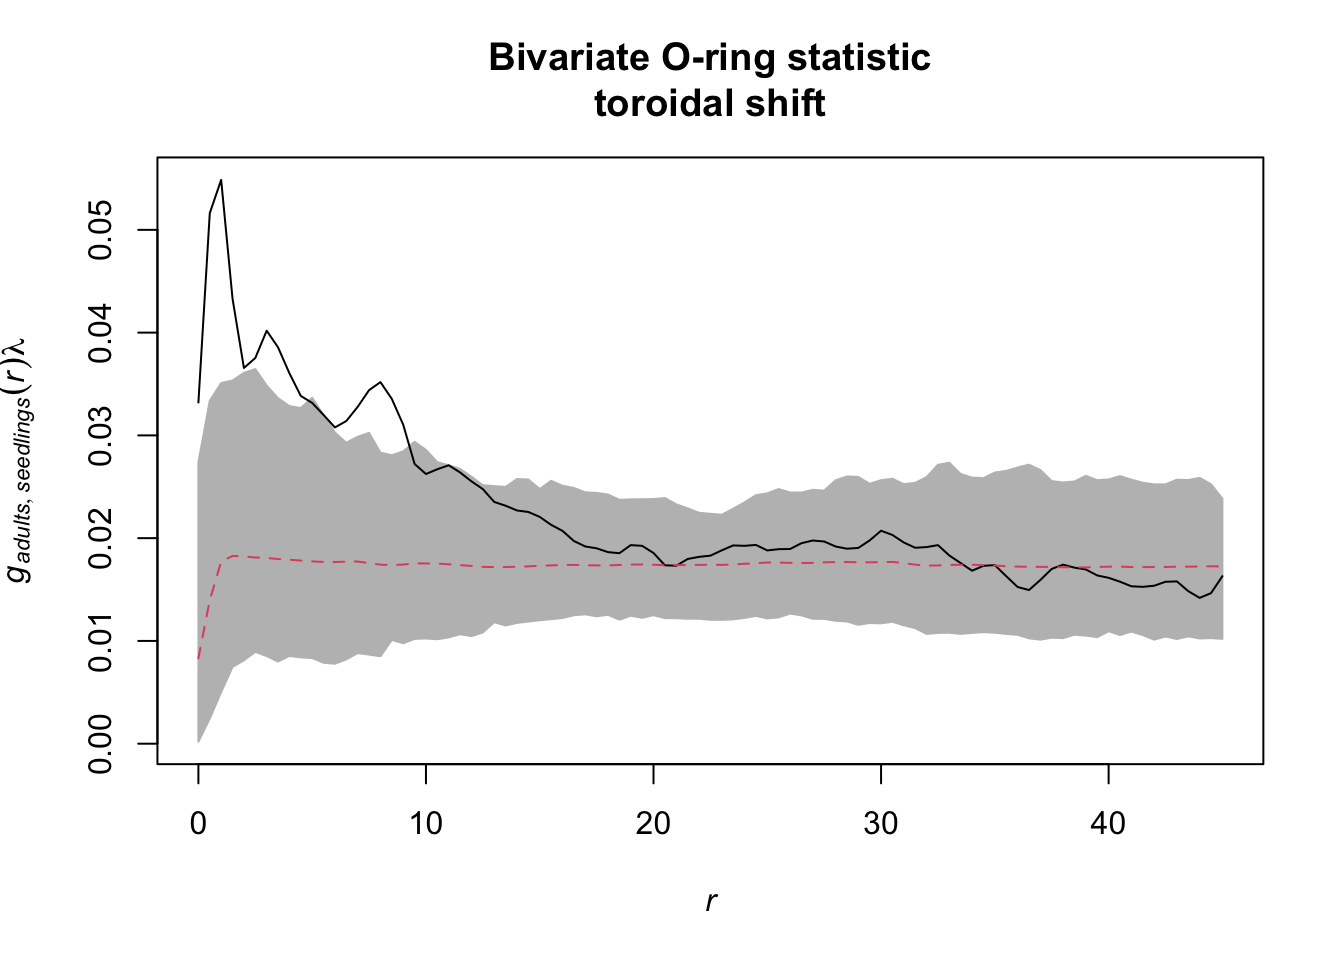 Bivariate O-ring statistic
toroidal shift
g adults, seedlings(r)λ
0.05
0.04
0.03
0.02
0.01
0.00
0 10 20 30 40
r